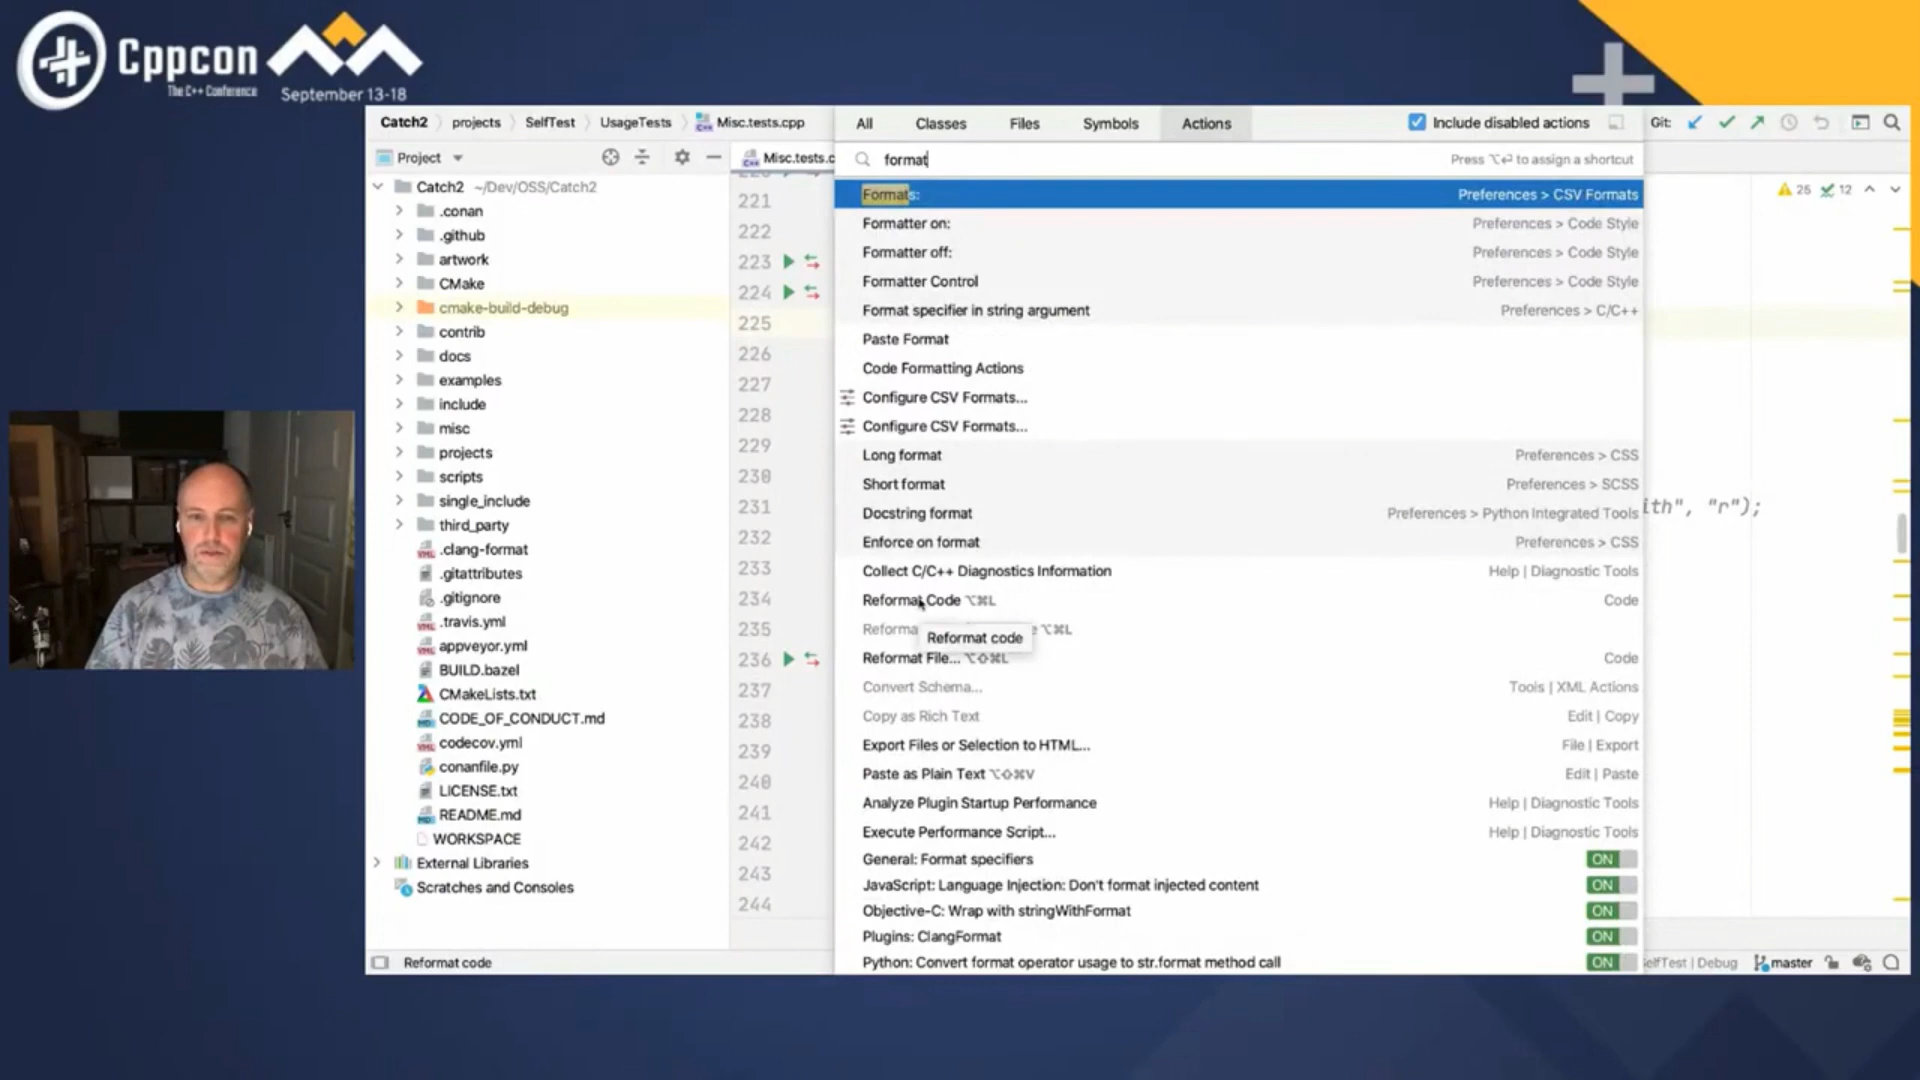 Cppcon
The C++ Conference
September 13-18
Catch2 projects SelfTest UsageTests Misc.tests.cpp
All Classes Files Symbols Actions Include disabled actions Git:
Project
Misc.tests.c
format Press ⌥⏎ to assign a shortcut
Catch2 ~/Dev/OSS/Catch2
.conan
.github
artwork
CMake
cmake-build-debug
contrib
docs
examples
include
misc
projects
scripts
single_include
third_party
.clang-format
.gitattributes
.gitignore
.travis.yml
appveyor.yml
BUILD.bazel
CMakeLists.txt
CODE_OF_CONDUCT.md
codecov.yml
conanfile.py
LICENSE.txt
README.md
WORKSPACE
External Libraries
Scratches and Consoles
221
222
223
224
225
226
227
228
229
230
231
232
233
234
235
236
237
238
239
240
241
242
243
244
Formats: Preferences > CSV Formats
Formatter on: Preferences > Code Style
Formatter off: Preferences > Code Style
Formatter Control Preferences > Code Style
Format specifier in string argument Preferences > C/C++
Paste Format
Code Formatting Actions
Configure CSV Formats...
Configure CSV Formats...
Long format Preferences > CSS
Short format Preferences > SCSS
Docstring format Preferences > Python Integrated Tools
Enforce on format Preferences > CSS
Collect C/C++ Diagnostics Information Help | Diagnostic Tools
Reformat Code ⌥⌘L Code
Reforma ⌥⌘L
Reformat code
Reformat File... ⌥⇧⌘L Code
Convert Schema... Tools | XML Actions
Copy as Rich Text Edit | Copy
Export Files or Selection to HTML... File | Export
Paste as Plain Text ⌥⇧⌘V Edit | Paste
Analyze Plugin Startup Performance Help | Diagnostic Tools
Execute Performance Script... Help | Diagnostic Tools
General: Format specifiers ON
JavaScript: Language Injection: Don't format injected content ON
Objective-C: Wrap with stringWithFormat ON
Plugins: ClangFormat ON
Python: Convert format operator usage to str.format method call ON
25 12
ith", "r");
Reformat code
elfTest | Debug master